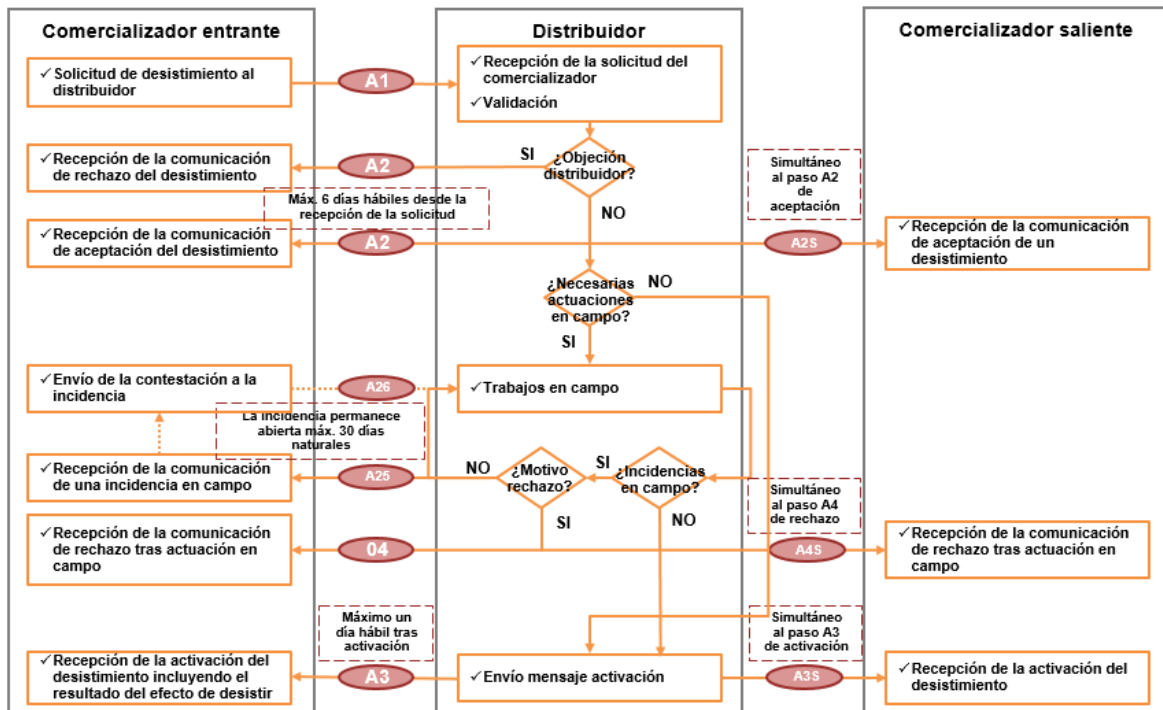 Comercializador entrante
Distribuidor
Comercializador saliente
✓ Solicitud de desistimiento al
distribuidor
A1
✓ Recepción de la solicitud del
comercializador
✓ Validación
SI
¿Objeción
distribuidor?
✓ Recepción de la comunicación
de rechazo del desistimiento
A2
Simultáneo
al paso A2
de
aceptación
Máx. 6 días hábiles desde la
recepción de la solicitud
NO
✓ Recepción de la comunicación
de aceptación del desistimiento
A2
A2S
✓ Recepción de la comunicación
de aceptación de un
desistimiento
¿Necesarias
actuaciones
en campo?
NO
SI
✓ Envío de la contestación a la
incidencia
A26
✓ Trabajos en campo
La incidencia permanece
abierta máx. 30 días
naturales
✓ Recepción de la comunicación
de una incidencia en campo
A25
NO
¿Motivo
rechazo?
SI
¿Incidencias
en campo?
Simultáneo
al paso A4
de rechazo
SI
NO
✓ Recepción de la comunicación
de rechazo tras actuación en
campo
04
A4S
✓ Recepción de la comunicación
de rechazo tras actuación en
campo
Máximo un
día hábil tras
activación
Simultáneo
al paso A3
de activación
✓ Recepción de la activación del
desistimiento incluyendo el
resultado del efecto de desistir
A3
✓ Envío mensaje activación
A3S
✓ Recepción de la activación del
desistimiento